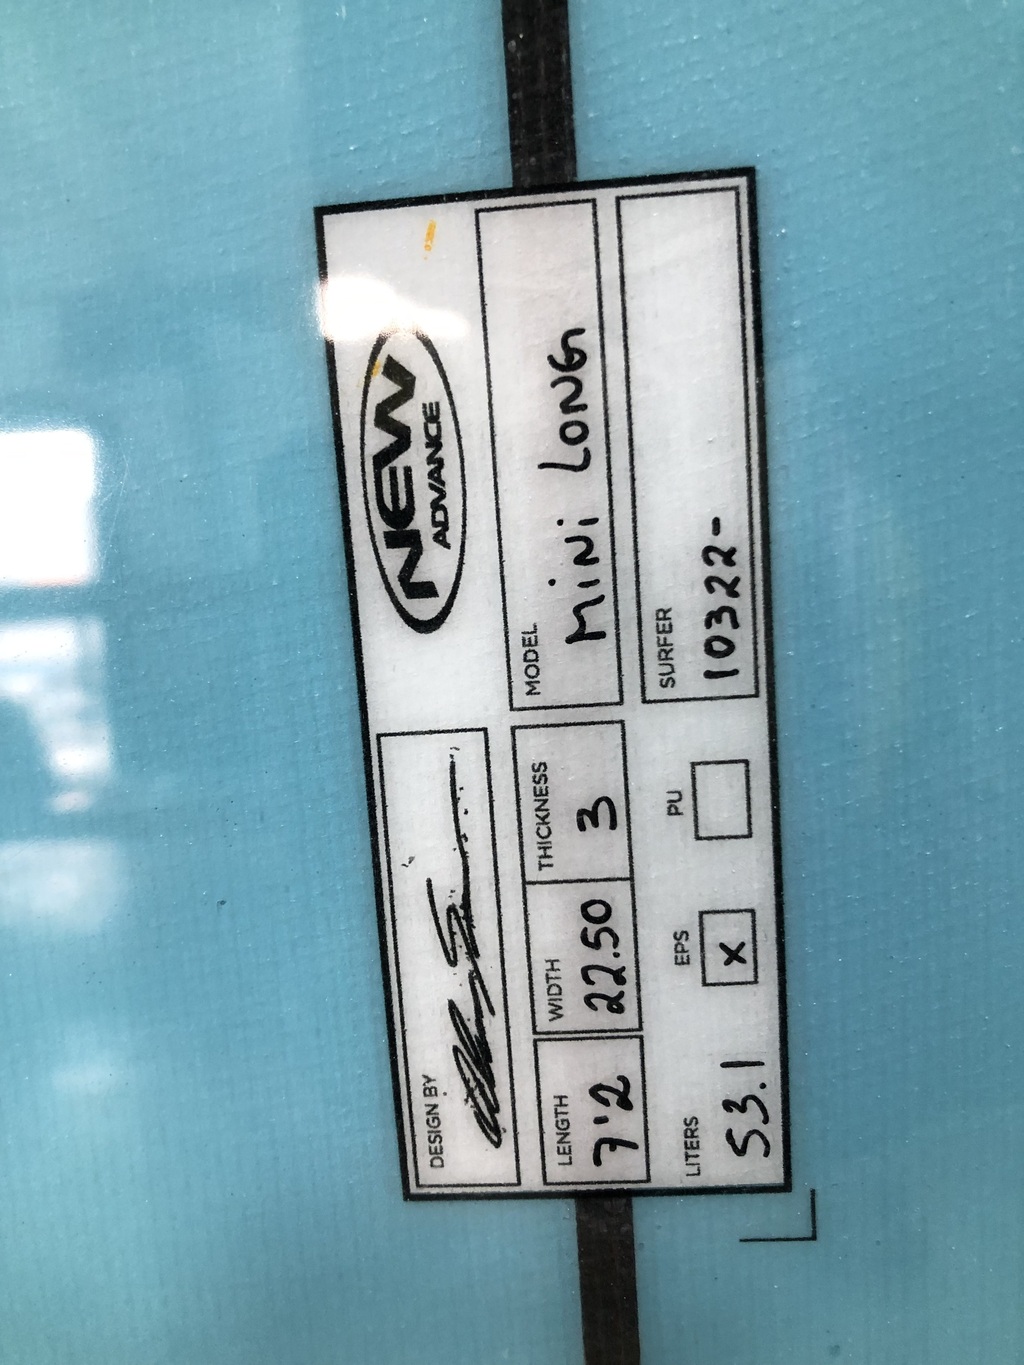 DESIGN BY
NEW
ADVANCE
LENGTH
7'2
WIDTH
22.50
THICKNESS
3
MODEL
MiNi LONG
LITERS
53.1
EPS
X
PU
SURFER
10322-